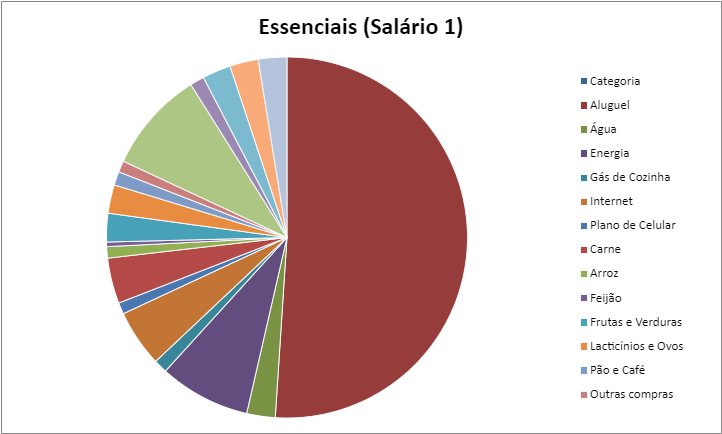 Essenciais (Salário 1)
Categoria
Aluguel
Água
Energia
Gás de Cozinha
Internet
Plano de Celular
Carne
Arroz
Feijão
Frutas e Verduras
Lacticínios e Ovos
Pão e Café
Outras compras